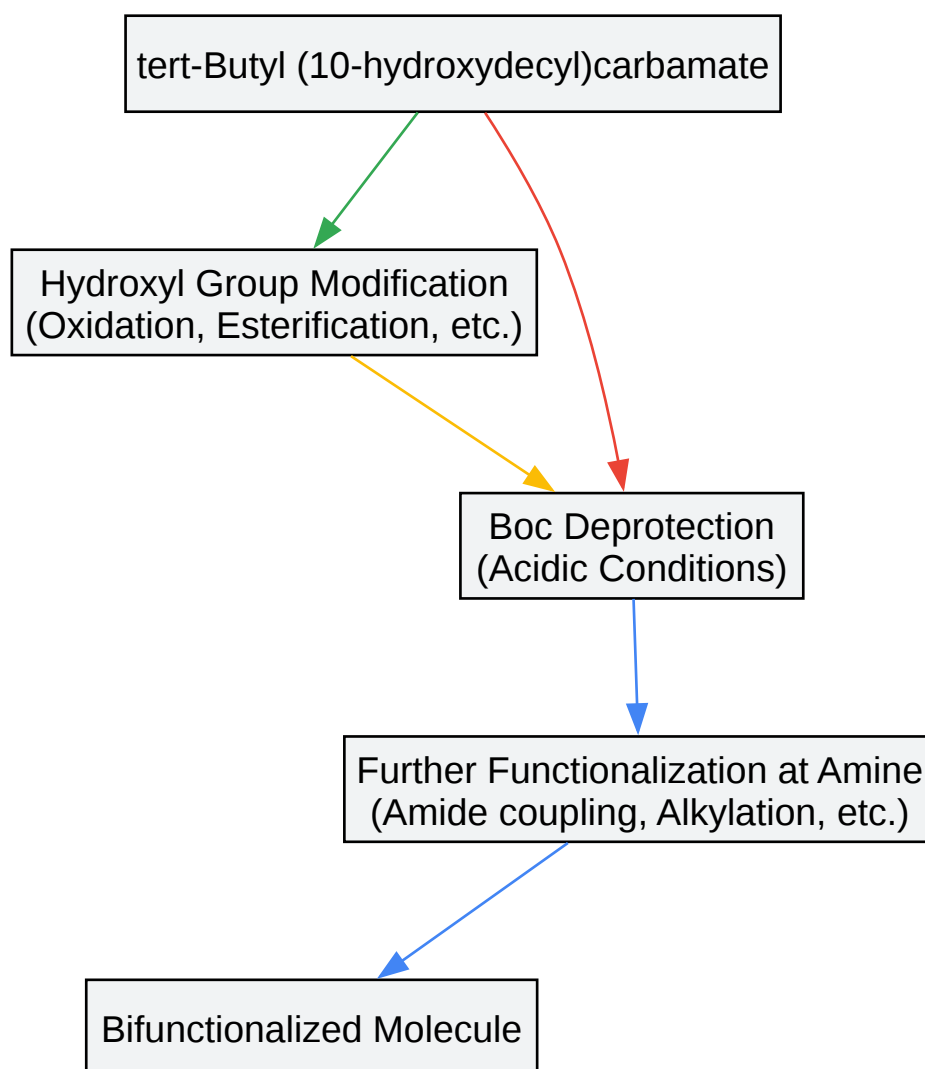 tert-Butyl (10-hydroxydecyl)carbamate
Hydroxyl Group Modification
(Oxidation, Esterification, etc.)
Boc Deprotection
(Acidic Conditions)
Further Functionalization at Amine
(Amide coupling, Alkylation, etc.)
Bifunctionalized Molecule